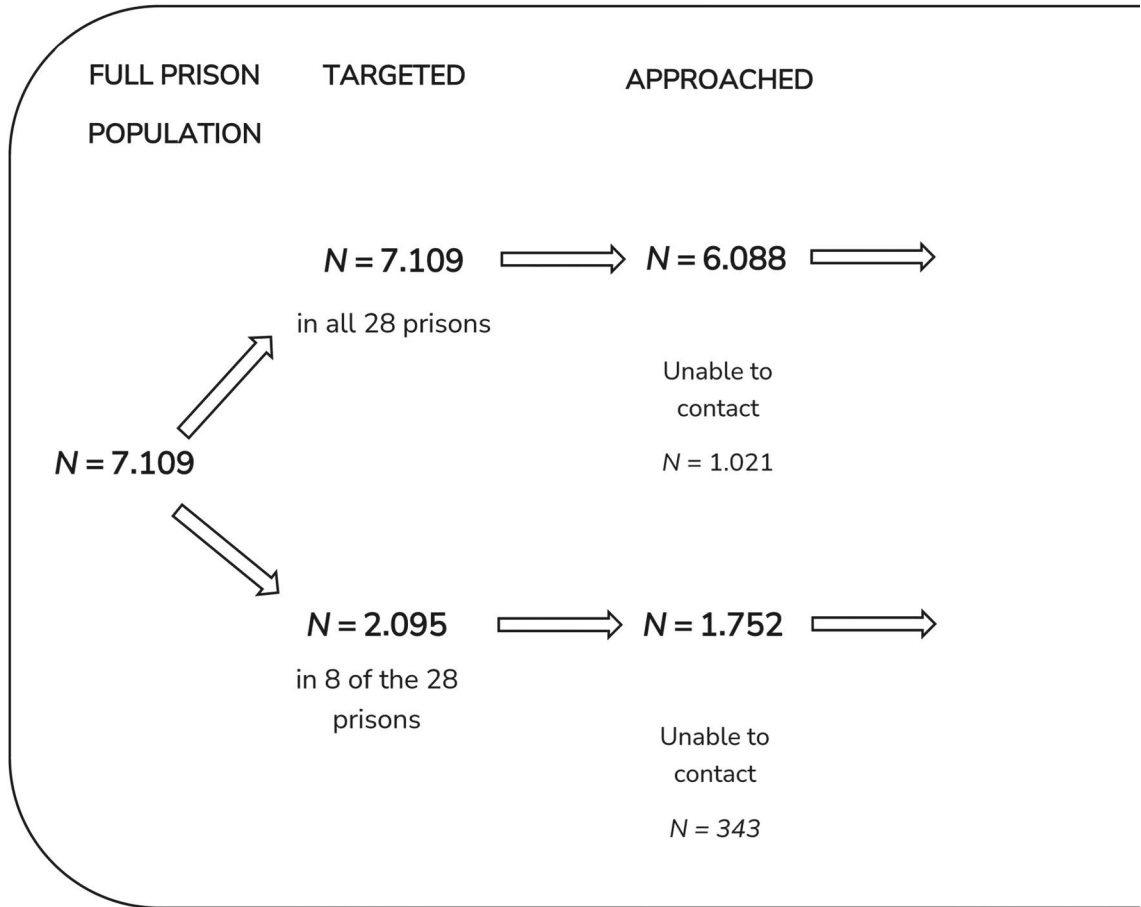 FULL PRISON
POPULATION
TARGETED
APPROACHED
N = 7.109
in all 28 prisons
N = 6.088
Unable to
contact
N = 1.021
N = 7.109
N = 2.095
in 8 of the 28
prisons
N = 1.752
Unable to
contact
N = 343